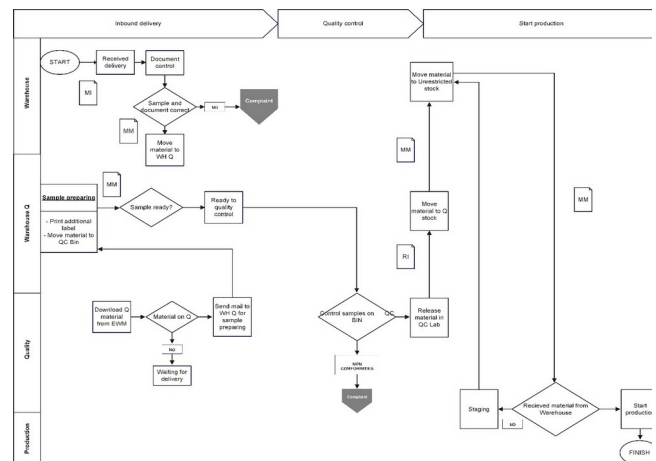 Inbound delivery
Quality control
Start production
Warehouse
START
Received
delivery
Document
control
MI
Sample and
document correct
NO
Complaint
MM
Move
material to
WH Q
Move material
to Unrestricted
stock
MM
MM
Warehouse Q
Sample preparing
- Print additional
label
- Move material to
QC Bin
MM
Sample ready?
Ready to
quality
control
Move
material to Q
stock
RI
Quality
Download Q
material
from EWM
Material on Q
Send mail to
WH Q for
sample
preparing
NO
Waiting for
delivery
Control samples on QC
BIN
Release
material in
QC Lab
NON
COMFORMITIES
Complaint
Production
Staging
NO
Recieved material from
Warehouse
Start
production
FINISH